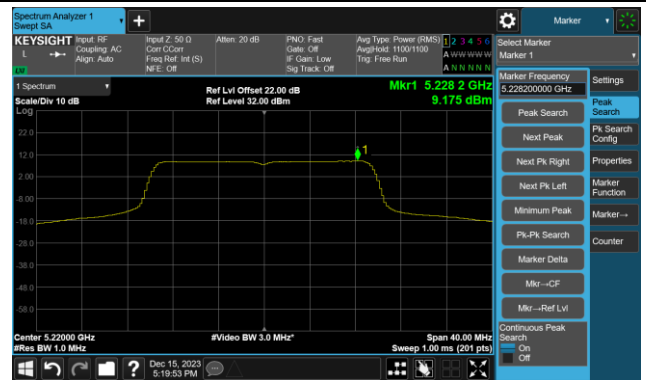 Spectrum Analyzer 1
Swept SA
+
Marker
KEYSIGHT
L
LW
Input: RF
Coupling: AC
Align: Auto
Input Z: 50 Ω
Corr CCorr
Freq Ref: Int (S)
NFE: Off
Atten: 20 dB
PNO: Fast
Gate: Off
IF Gain: Low
Sig Track: Off
Avg Type: Power (RMS)
Avg|Hold: 1100/1100
Trig: Free Run
1 2 3 4 5 6
A W W W W W
A N N N N N
Select Marker
Marker 1
1 Spectrum
Scale/Div 10 dB
Log
Ref Lvl Offset 22.00 dB
Ref Level 32.00 dBm
Mkr1 5.228 2 GHz
9.175 dBm
22.0
12.0
2.00
-8.00
-18.0
-28.0
-38.0
-48.0
-58.0
1
Center 5.22000 GHz
#Res BW 1.0 MHz
#Video BW 3.0 MHz*
Span 40.00 MHz
Sweep 1.00 ms (201 pts)
Marker Frequency
5.228200000 GHz
Peak Search
Next Peak
Next Pk Right
Next Pk Left
Minimum Peak
Pk-Pk Search
Marker Delta
Mkr→CF
Mkr→Ref Lvl
Continuous Peak
Search
On
Off
Settings
Peak
Search
Pk Search
Config
Properties
Marker
Function
Marker→
Counter
?
Dec 15, 2023
5:19:53 PM